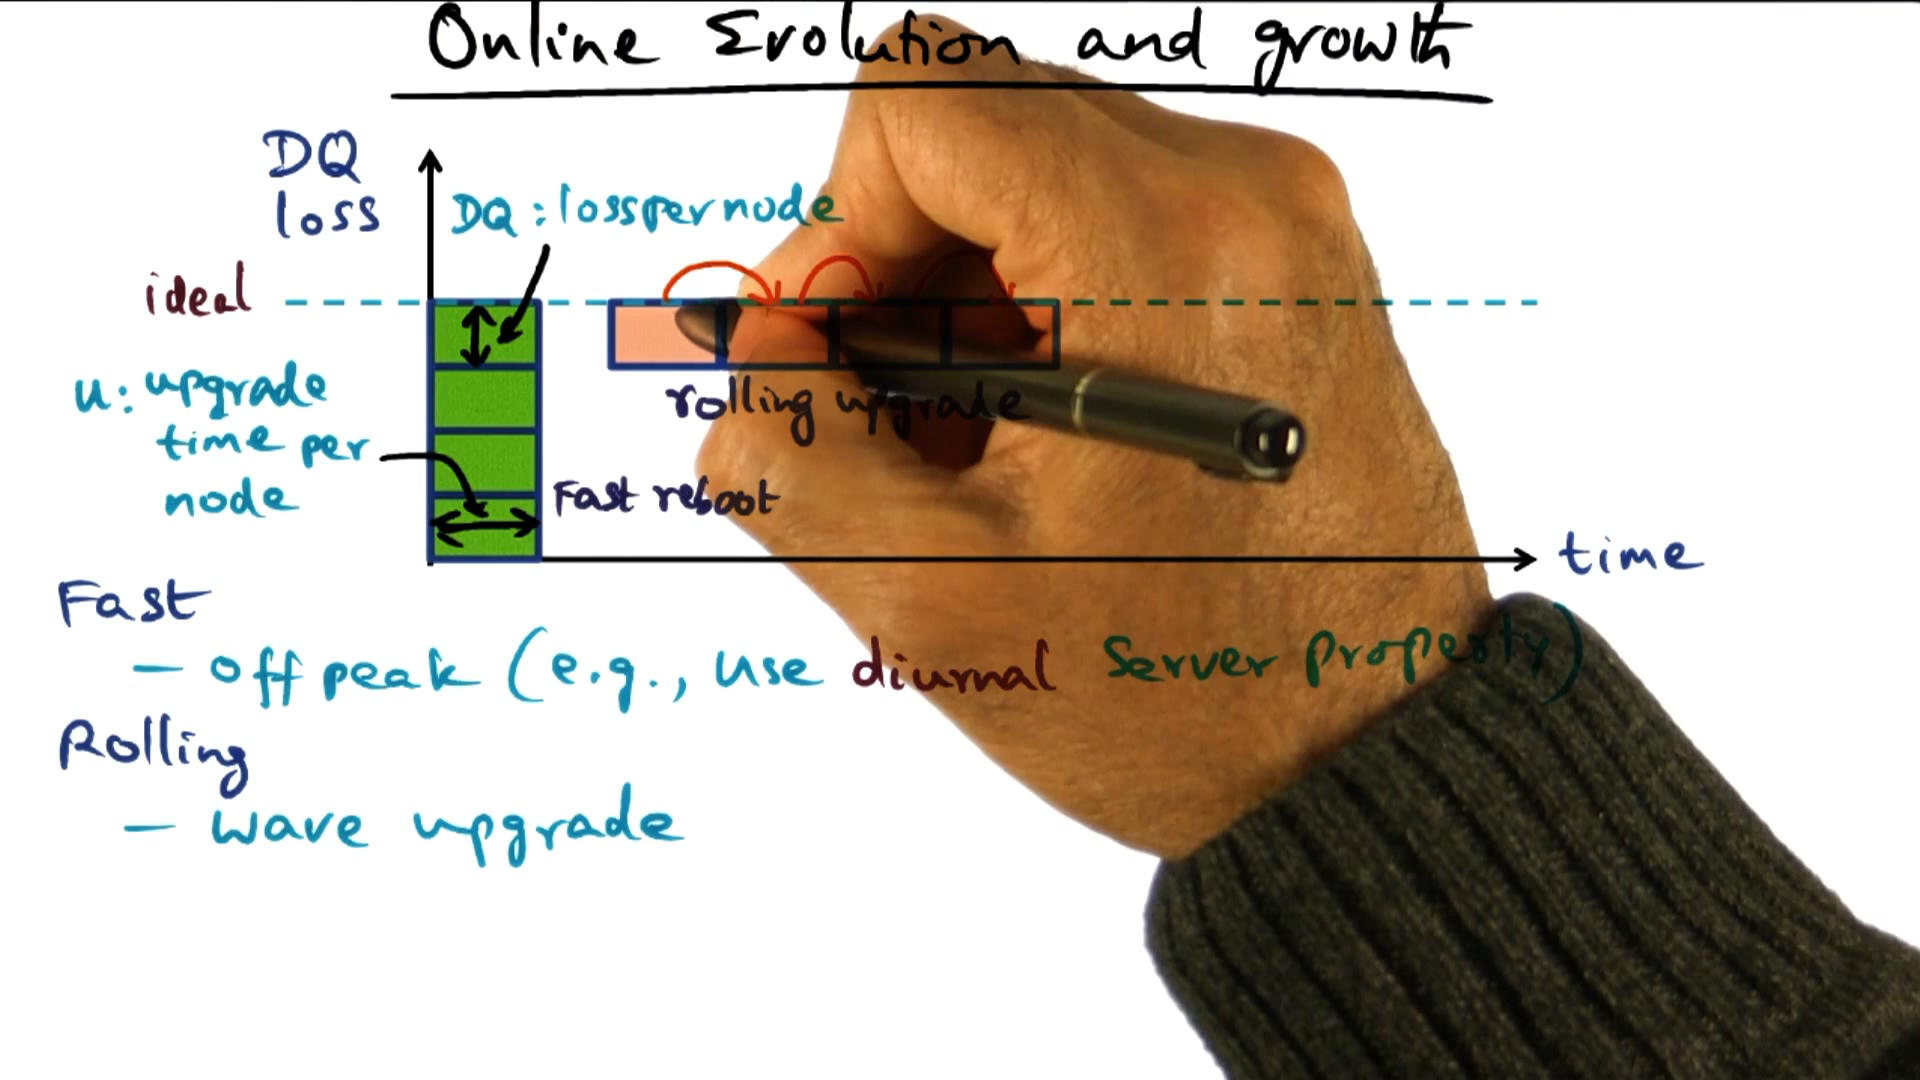 Online Evolution and growth
DQ
loss
DQ : loss per node
ideal
u : upgrade
time per
node
rolling upgrade
Fast reboot
time
Fast
– off peak (e.g., use diurnal Server property)
Rolling
– wave upgrade